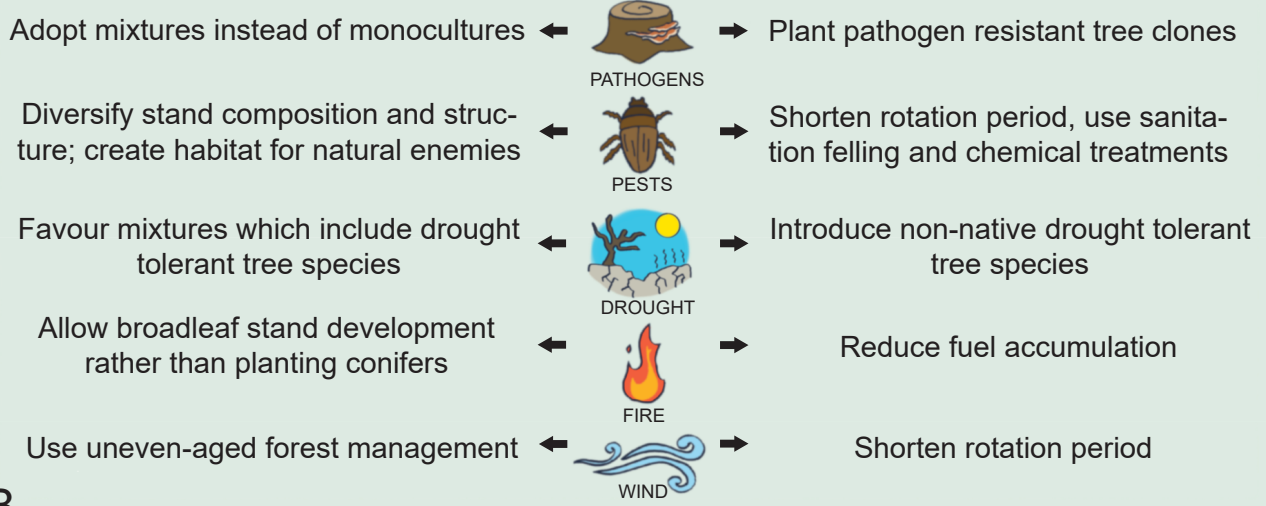 Adopt mixtures instead of monocultures
PATHOGENS
Plant pathogen resistant tree clones
Diversify stand composition and struc-
ture; create habitat for natural enemies
PESTS
Shorten rotation period, use sanita-
tion felling and chemical treatments
Favour mixtures which include drought
tolerant tree species
DROUGHT
Introduce non-native drought tolerant
tree species
Allow broadleaf stand development
rather than planting conifers
FIRE
Reduce fuel accumulation
Use uneven-aged forest management
WIND
Shorten rotation period